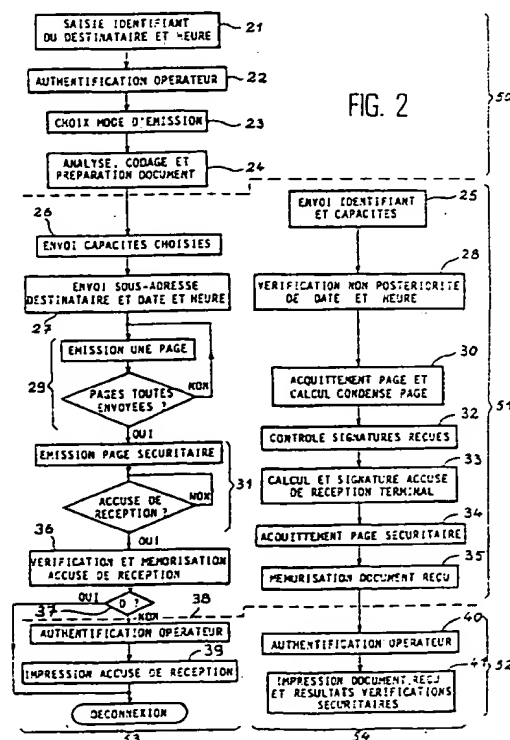 SAISIE IDENTIFIANT
DU DESTINATAIRE ET HEURE
21
AUTHENTIFICATION OPERATEUR
22
CHOIX MODE D'EMISSION
23
ANALYSE, CODAGE ET
PREPARATION DOCUMENT
24
FIG. 2
50
26
ENVOI CAPACITES CHOISIES
ENVOI SOUS-ADRESSE
DESTINATAIRE ET DATE ET HEURE
27
EMISSION UNE PAGE
PAGES TOUTES
ENVOYEES ?
NON
29
OUI
EMISSION PAGE SECURITAIRE
ACCUSE DE
RECEPTION ?
NON
31
OUI
36
VERIFICATION ET MEMORISATION
ACCUSE DE RECEPTION
OUI
D ?
37
NON
38
AUTHENTIFICATION OPERATEUR
39
IMPRESSION ACCUSE DE RECEPTION
DECONNEXION
53
ENVOI IDENTIFIANT
ET CAPACITES
25
VERIFICATION NON POSTERIORITE
DE DATE ET HEURE
28
ACQUITTEMENT PAGE ET
CALCUL CONDENSE PAGE
30
CONTROLE SIGNATURES RECUES
32
CALCUL ET SIGNATURE ACCUSE
DE RECEPTION TERMINAL
33
ACQUITTEMENT PAGE SECURITAIRE
34
MEMORISATION DOCUMENT RECU
35
51
AUTHENTIFICATION OPERATEUR
40
IMPRESSION DOCUMENT RECU
ET RESULTATS VERIFICATIONS
SECURITAIRES
41
52
54